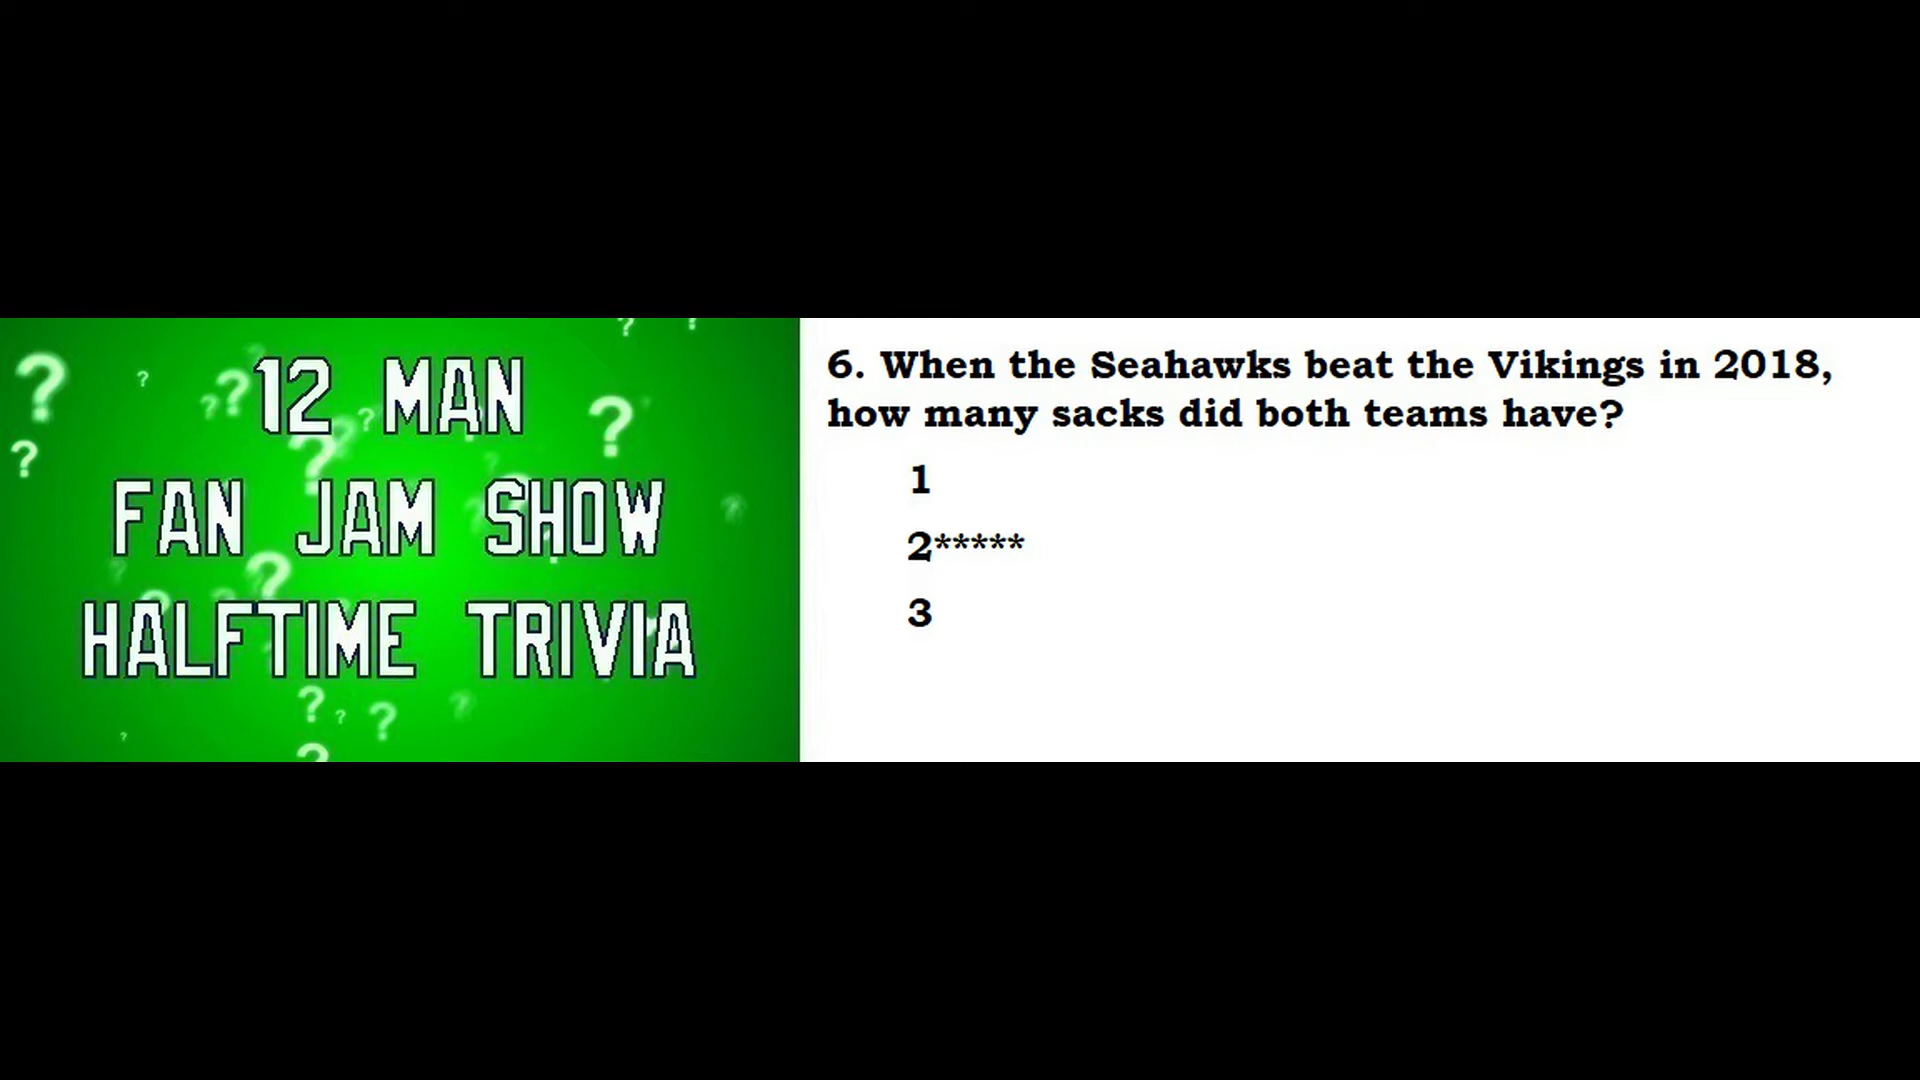 12 MAN
FAN JAM SHOW
HALFTIME TRIVIA
6. When the Seahawks beat the Vikings in 2018,
how many sacks did both teams have?
1
2*****
3